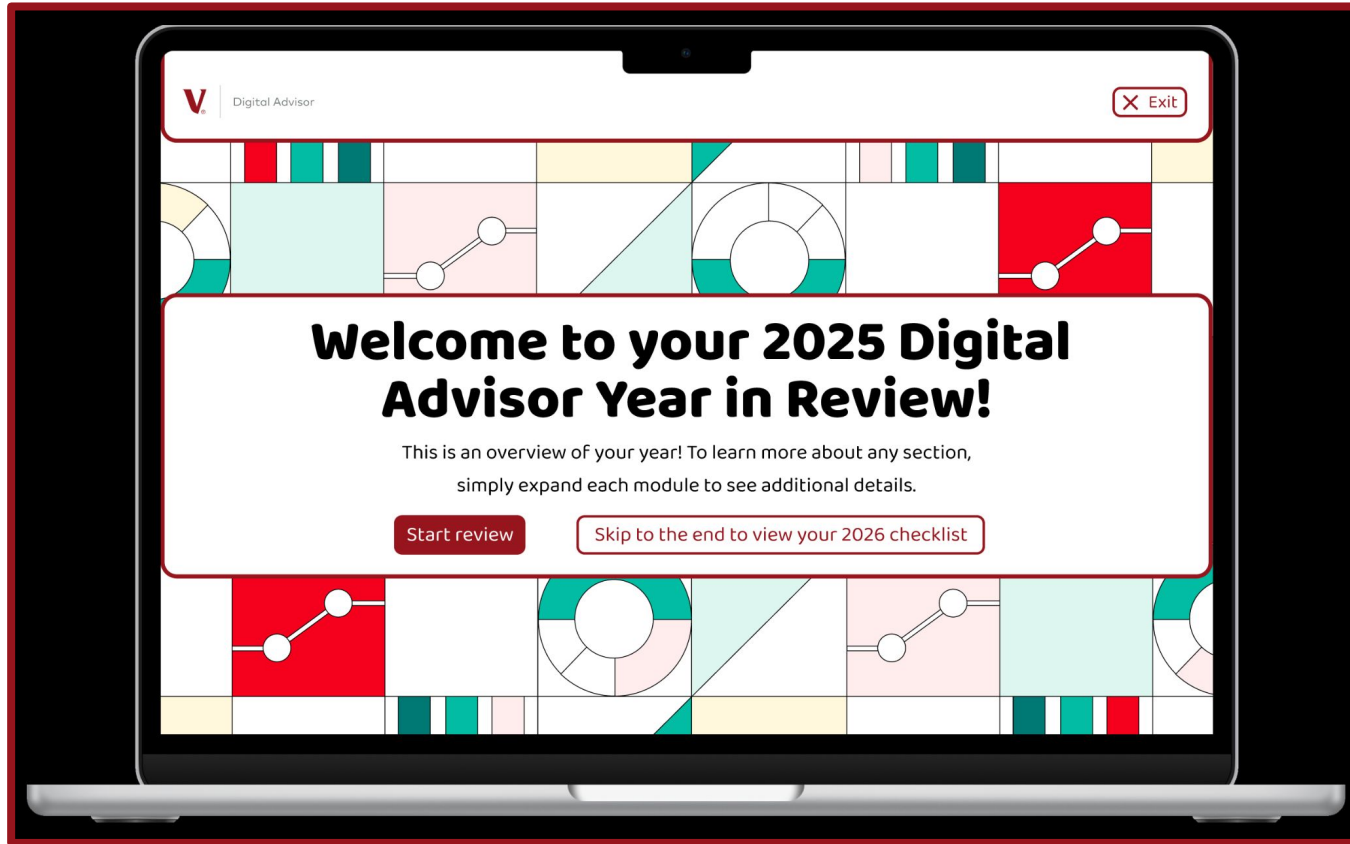 V
Digital Advisor
Exit
Welcome to your 2025 Digital
Advisor Year in Review!
This is an overview of your year! To learn more about any section,
simply expand each module to see additional details.
Start review
Skip to the end to view your 2026 checklist